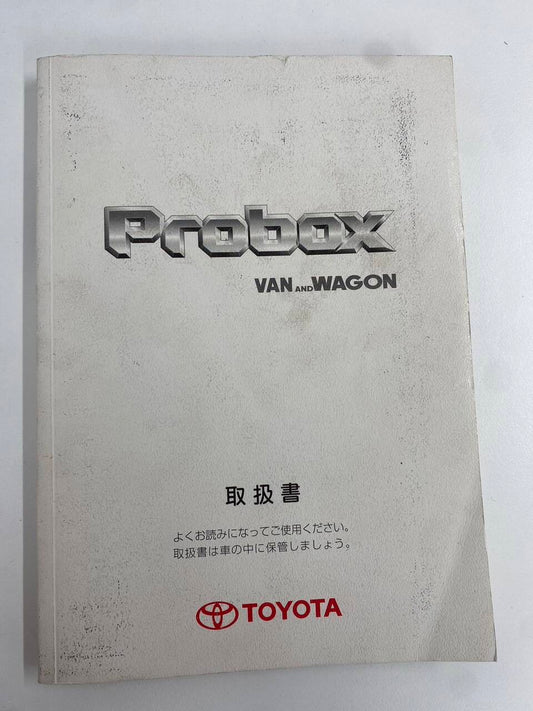 Probox
VAN AND WAGON
取扱書
よくお読みになってご使用ください。
取扱書は車の中に保管しましょう。
TOYOTA